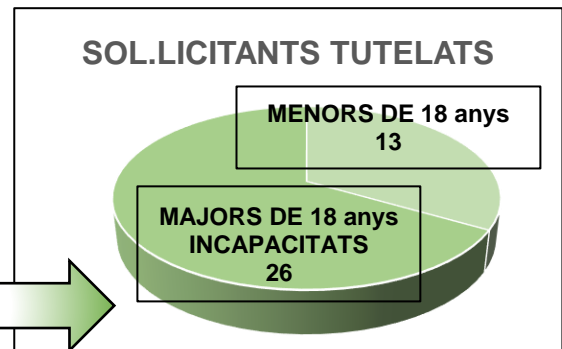 SOL.LICITANTS TUTELATS
MENORS DE 18 anys
13
MAJORS DE 18 anys
INCAPACITATS
26